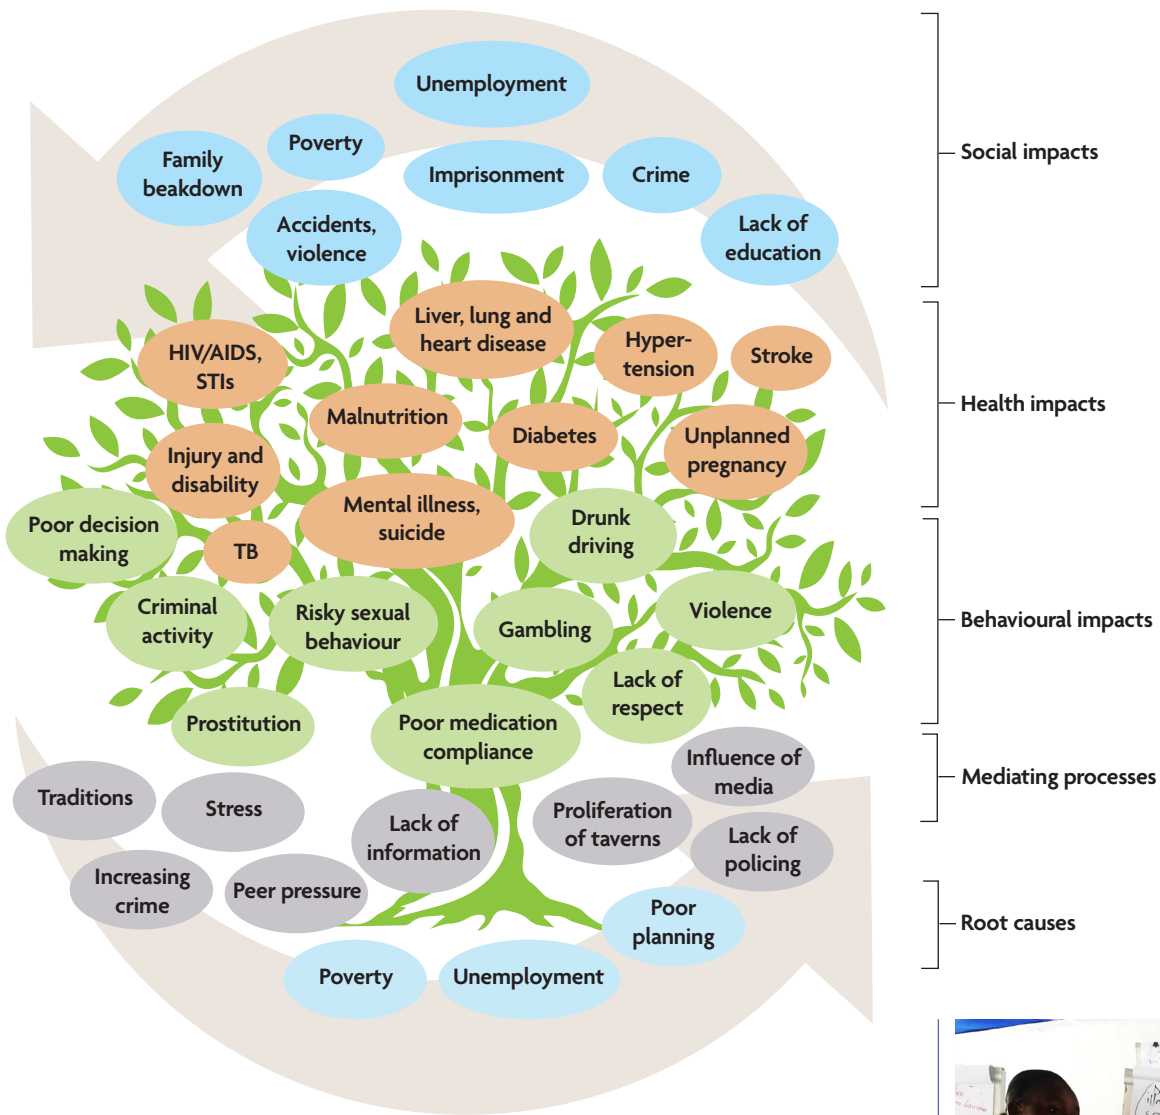 Unemployment
Poverty
Family
beakdown
Imprisonment
Crime
Accidents,
violence
Lack of
education
Social impacts
Liver, lung and
heart disease
HIV/AIDS,
STIs
Hyper-
tension
Stroke
Malnutrition
Diabetes
Unplanned
pregnancy
Injury and
disability
Mental illness,
suicide
TB
Health impacts
Poor decision
making
Drunk
driving
Criminal
activity
Risky sexual
behaviour
Gambling
Violence
Lack of
respect
Prostitution
Poor medication
compliance
Behavioural impacts
Influence of
media
Traditions
Stress
Lack of
information
Proliferation
of taverns
Lack of
policing
Increasing
crime
Peer pressure
Mediating processes
Poor
planning
Poverty
Unemployment
Root causes